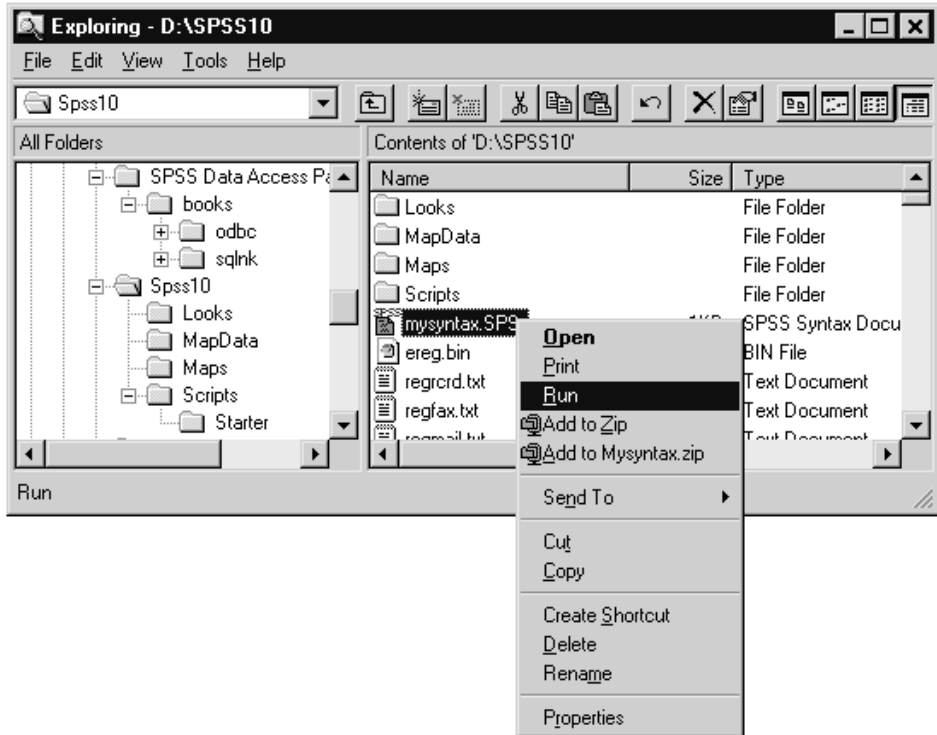 Exploring - D:\SPSS10
File Edit View Tools Help
Spss10
All Folders
Contents of 'D:\SPSS10'
SPSS Data Access Pa
books
odbc
sqlnk
Spss10
Looks
MapData
Maps
Scripts
Starter
Name Size Type
Looks File Folder
MapData File Folder
Maps File Folder
Scripts File Folder
mysyntax.SPS SPSS Syntax Docu
ereg.bin BIN File
regrcrd.txt Text Document
regfax.txt Text Document
Text Document
Open
Print
Run
Add to Zip
Add to Mysyntax.zip
Send To
Cut
Copy
Create Shortcut
Delete
Rename
Properties
Run